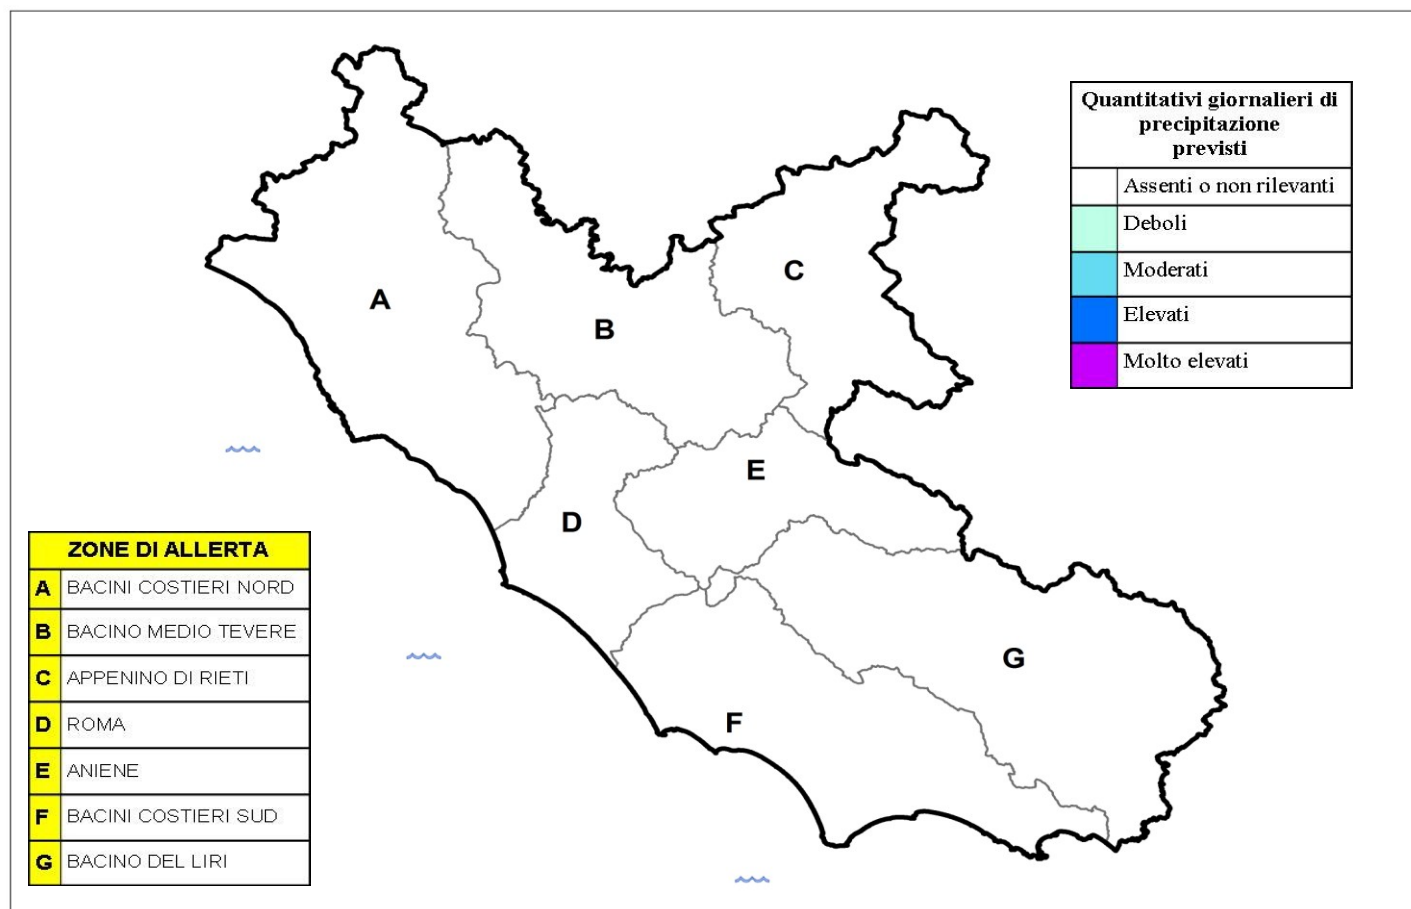 Quantitativi giornalieri di
precipitazione
previsti
Assenti o non rilevanti
Deboli
Moderati
Elevati
Molto elevati
A
B
C
D
E
F
G
ZONE DI ALLERTA
A BACINI COSTIERI NORD
B BACINO MEDIO TEVERE
C APPENINO DI RIETI
D ROMA
E ANIENE
F BACINI COSTIERI SUD
G BACINO DEL LIRI